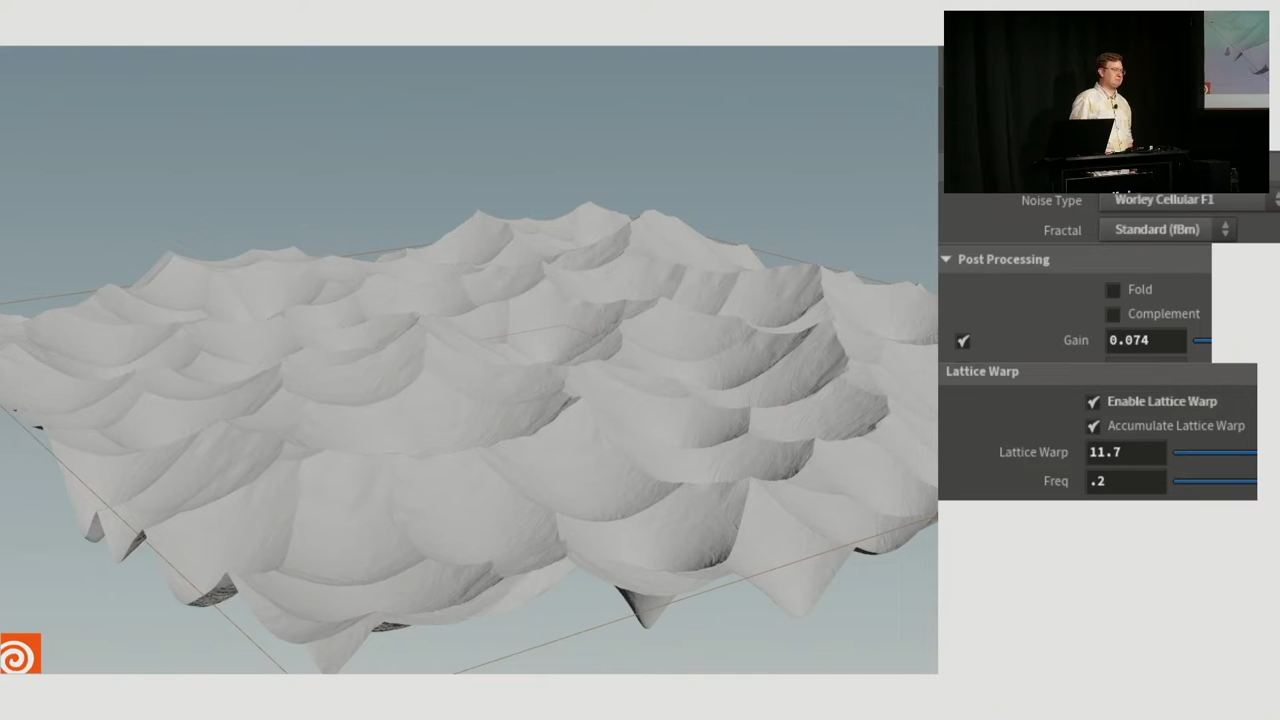 Noise Type Worley Cellular F1
Fractal Standard (fBm)
Post Processing
Fold
Complement
Gain 0.074
Lattice Warp
Enable Lattice Warp
Accumulate Lattice Warp
Lattice Warp 11.7
Freq .2